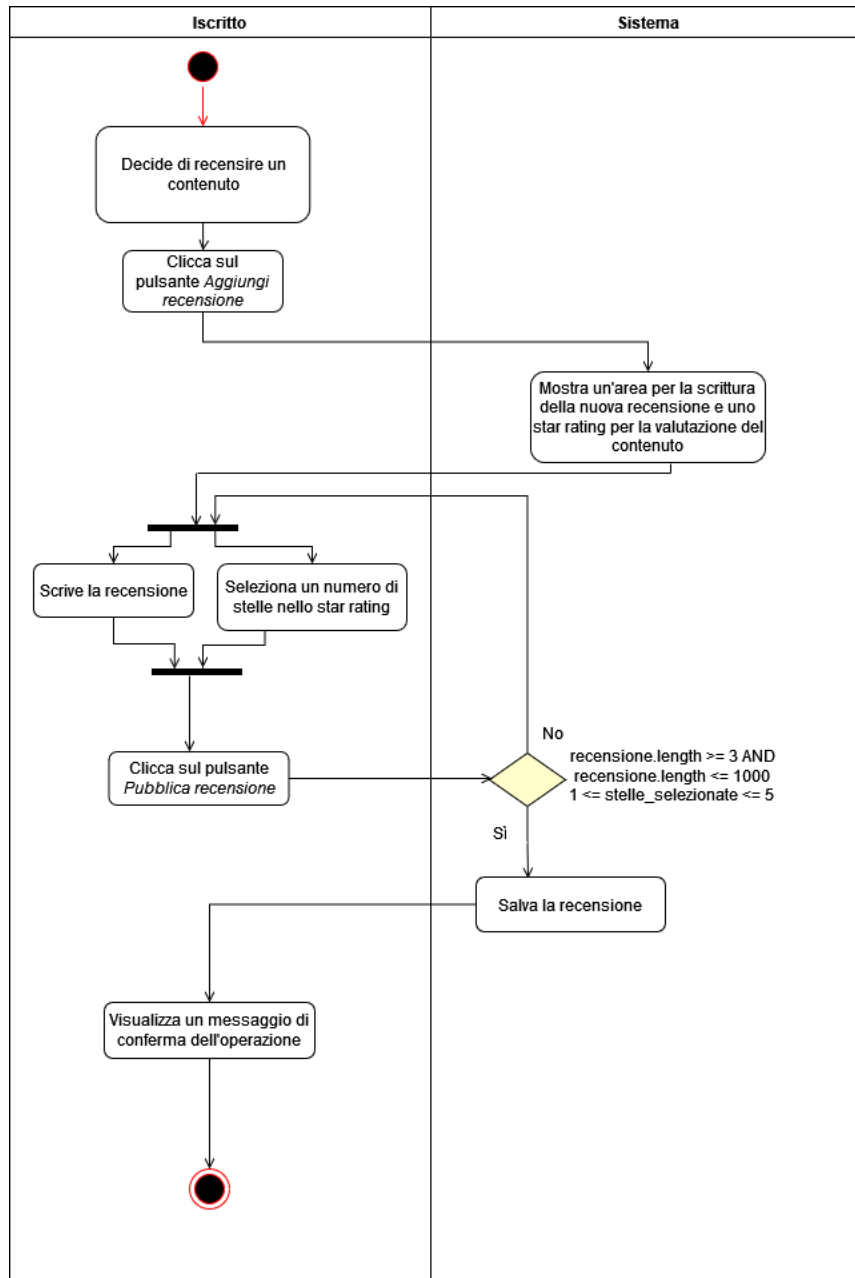 Iscritto
Sistema
Decide di recensire un
contenuto
Clicca sul
pulsante Aggiungi
recensione
Mostra un'area per la scrittura
della nuova recensione e uno
star rating per la valutazione del
contenuto
Scrive la recensione
Seleziona un numero di
stelle nello star rating
Clicca sul pulsante
Pubblica recensione
No
recensione.length >= 3 AND
recensione.length <= 1000
1 <= stelle_selezionate <= 5
Sì
Salva la recensione
Visualizza un messaggio di
conferma dell'operazione